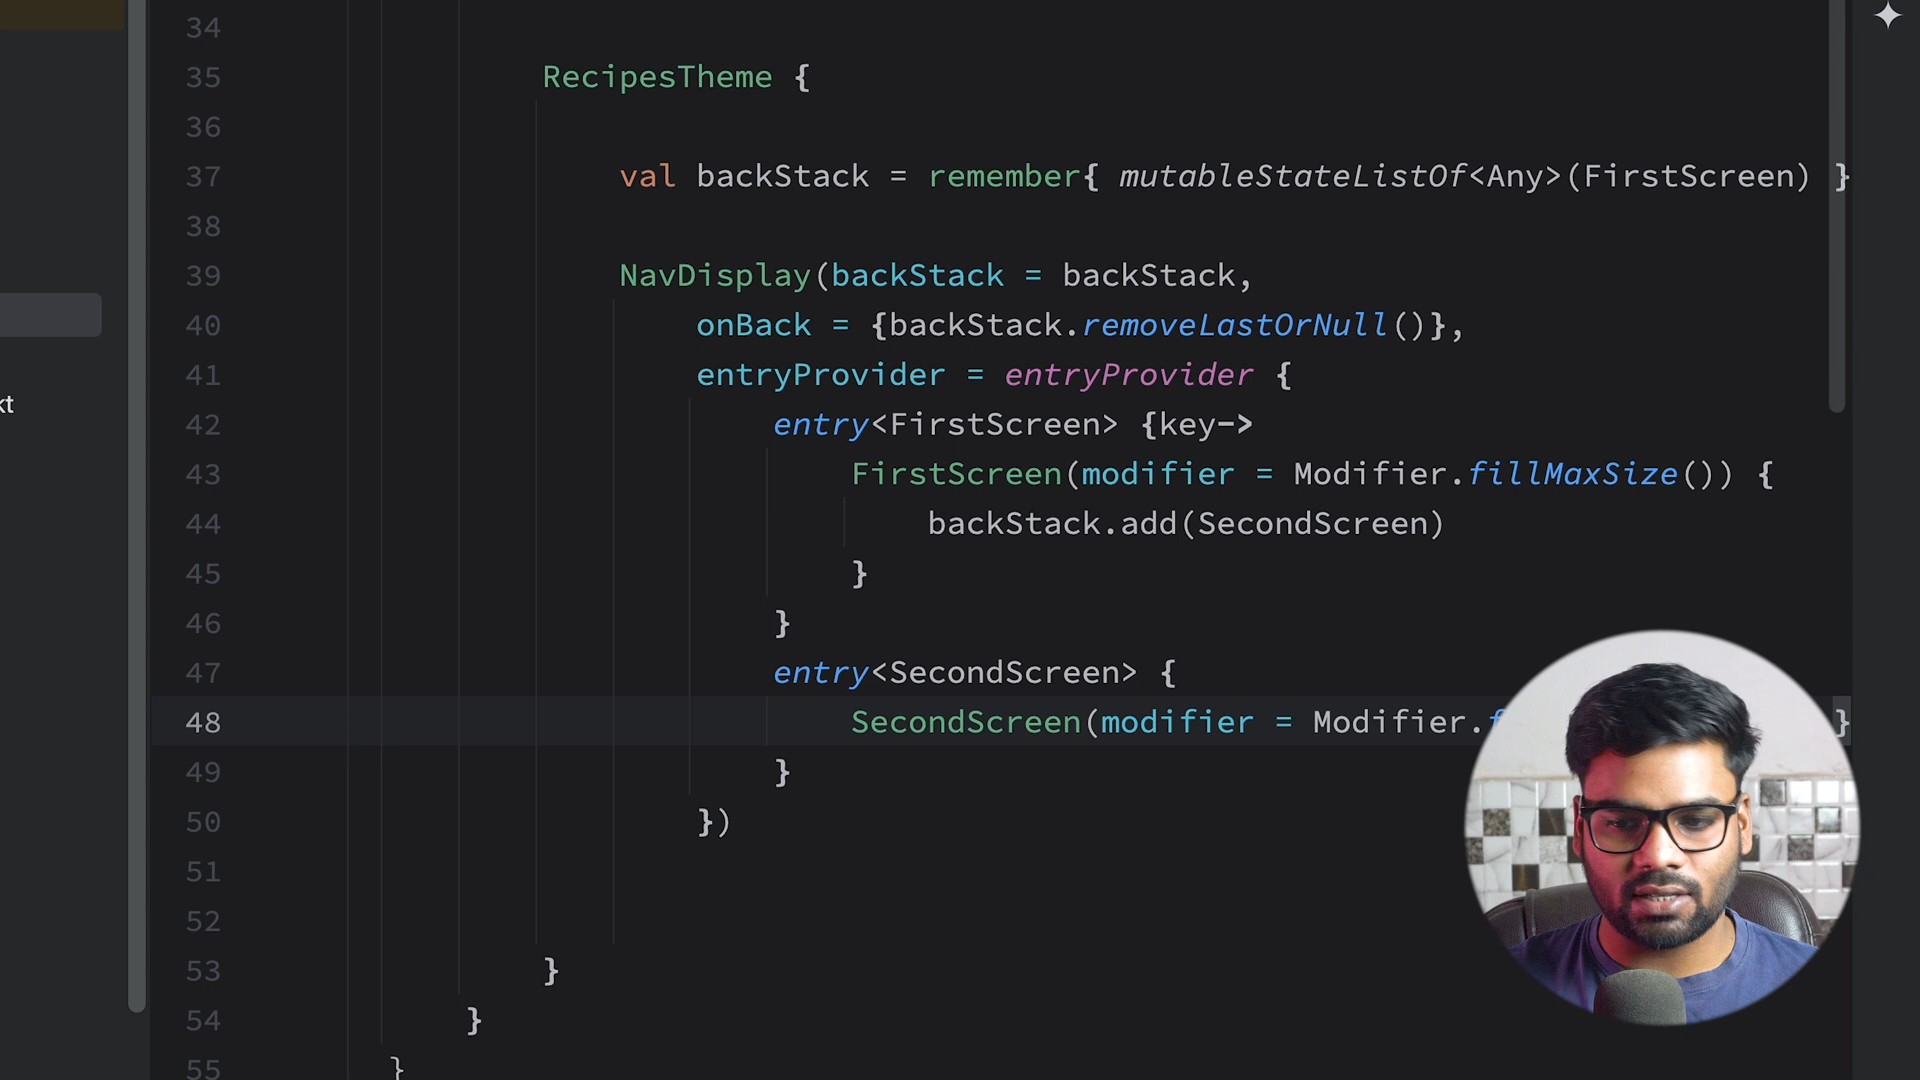 34
35 RecipesTheme {
36
37 val backStack = remember{ mutableStateListOf<Any>(FirstScreen) }
38
39 NavDisplay(backStack = backStack,
40 onBack = {backStack.removeLastOrNull()},
41 entryProvider = entryProvider {
kt
42 entry<FirstScreen> {key->
43 FirstScreen(modifier = Modifier.fillMaxSize()) {
44 backStack.add(SecondScreen)
45 }
46 }
47 entry<SecondScreen> {
48 SecondScreen(modifier = Modifier. }
49 }
50 })
51
52
53 }
54 }
55 }